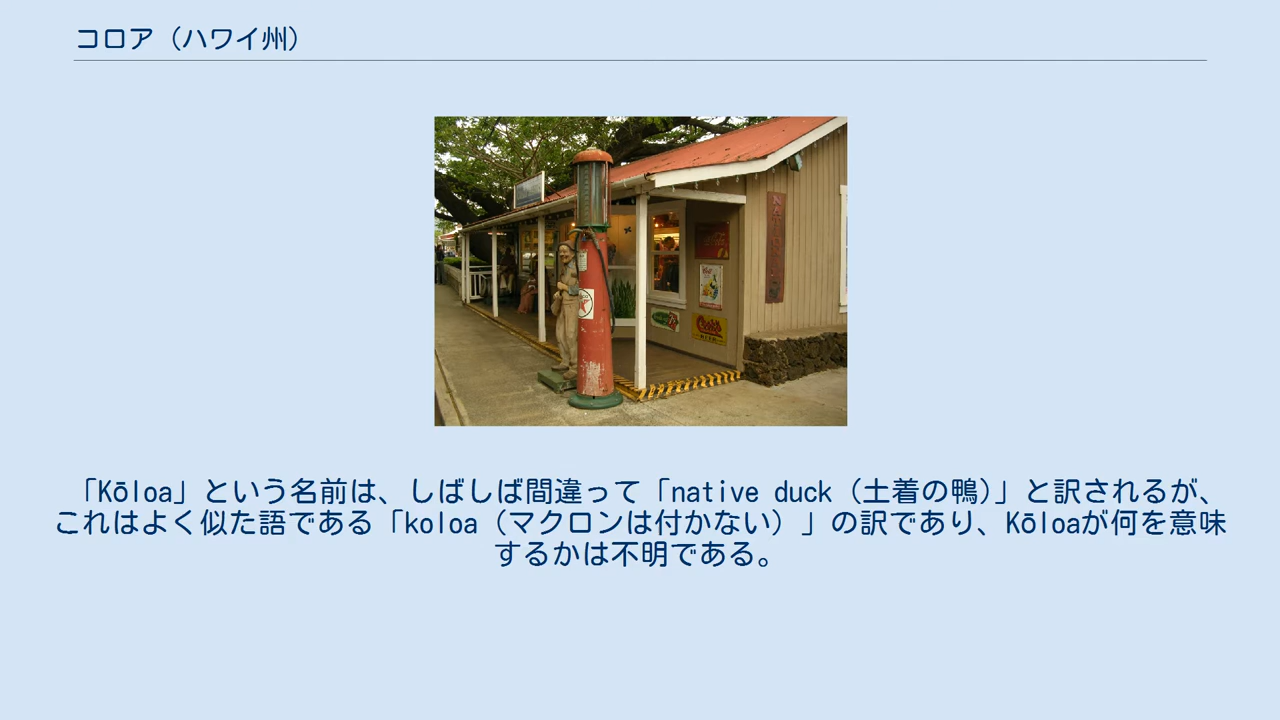 コロア（ハワイ州）
「Kōloa」という名前は、しばしば間違って「native duck（土着の鴨)」と訳されるが、
これはよく似た語である「koloa（マクロンは付かない）」の訳であり、Kōloaが何を意味
するかは不明である。